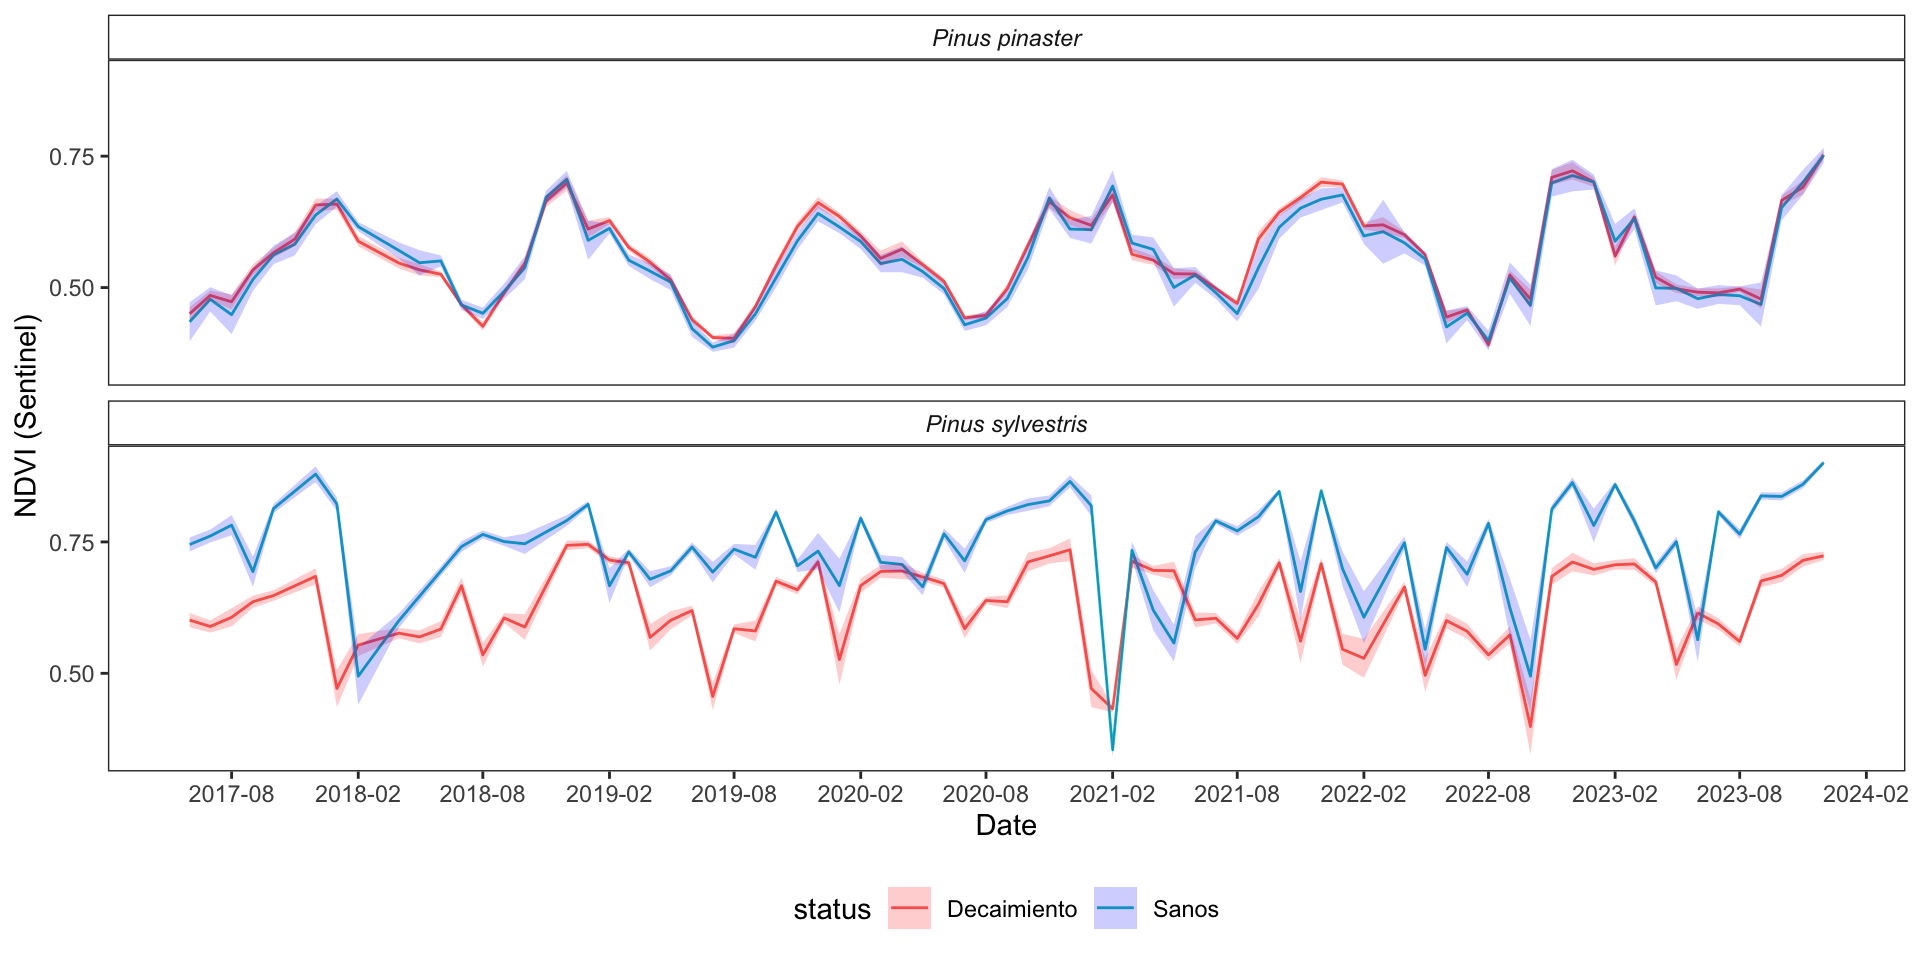 Pinus pinaster
0.75
0.50
NDVI (Sentinel)
Pinus sylvestris
0.75
0.50
2017-08 2018-02 2018-08 2019-02 2019-08 2020-02 2020-08 2021-02 2021-08 2022-02 2022-08 2023-02 2023-08 2024-02
Date
status Decaimiento Sanos